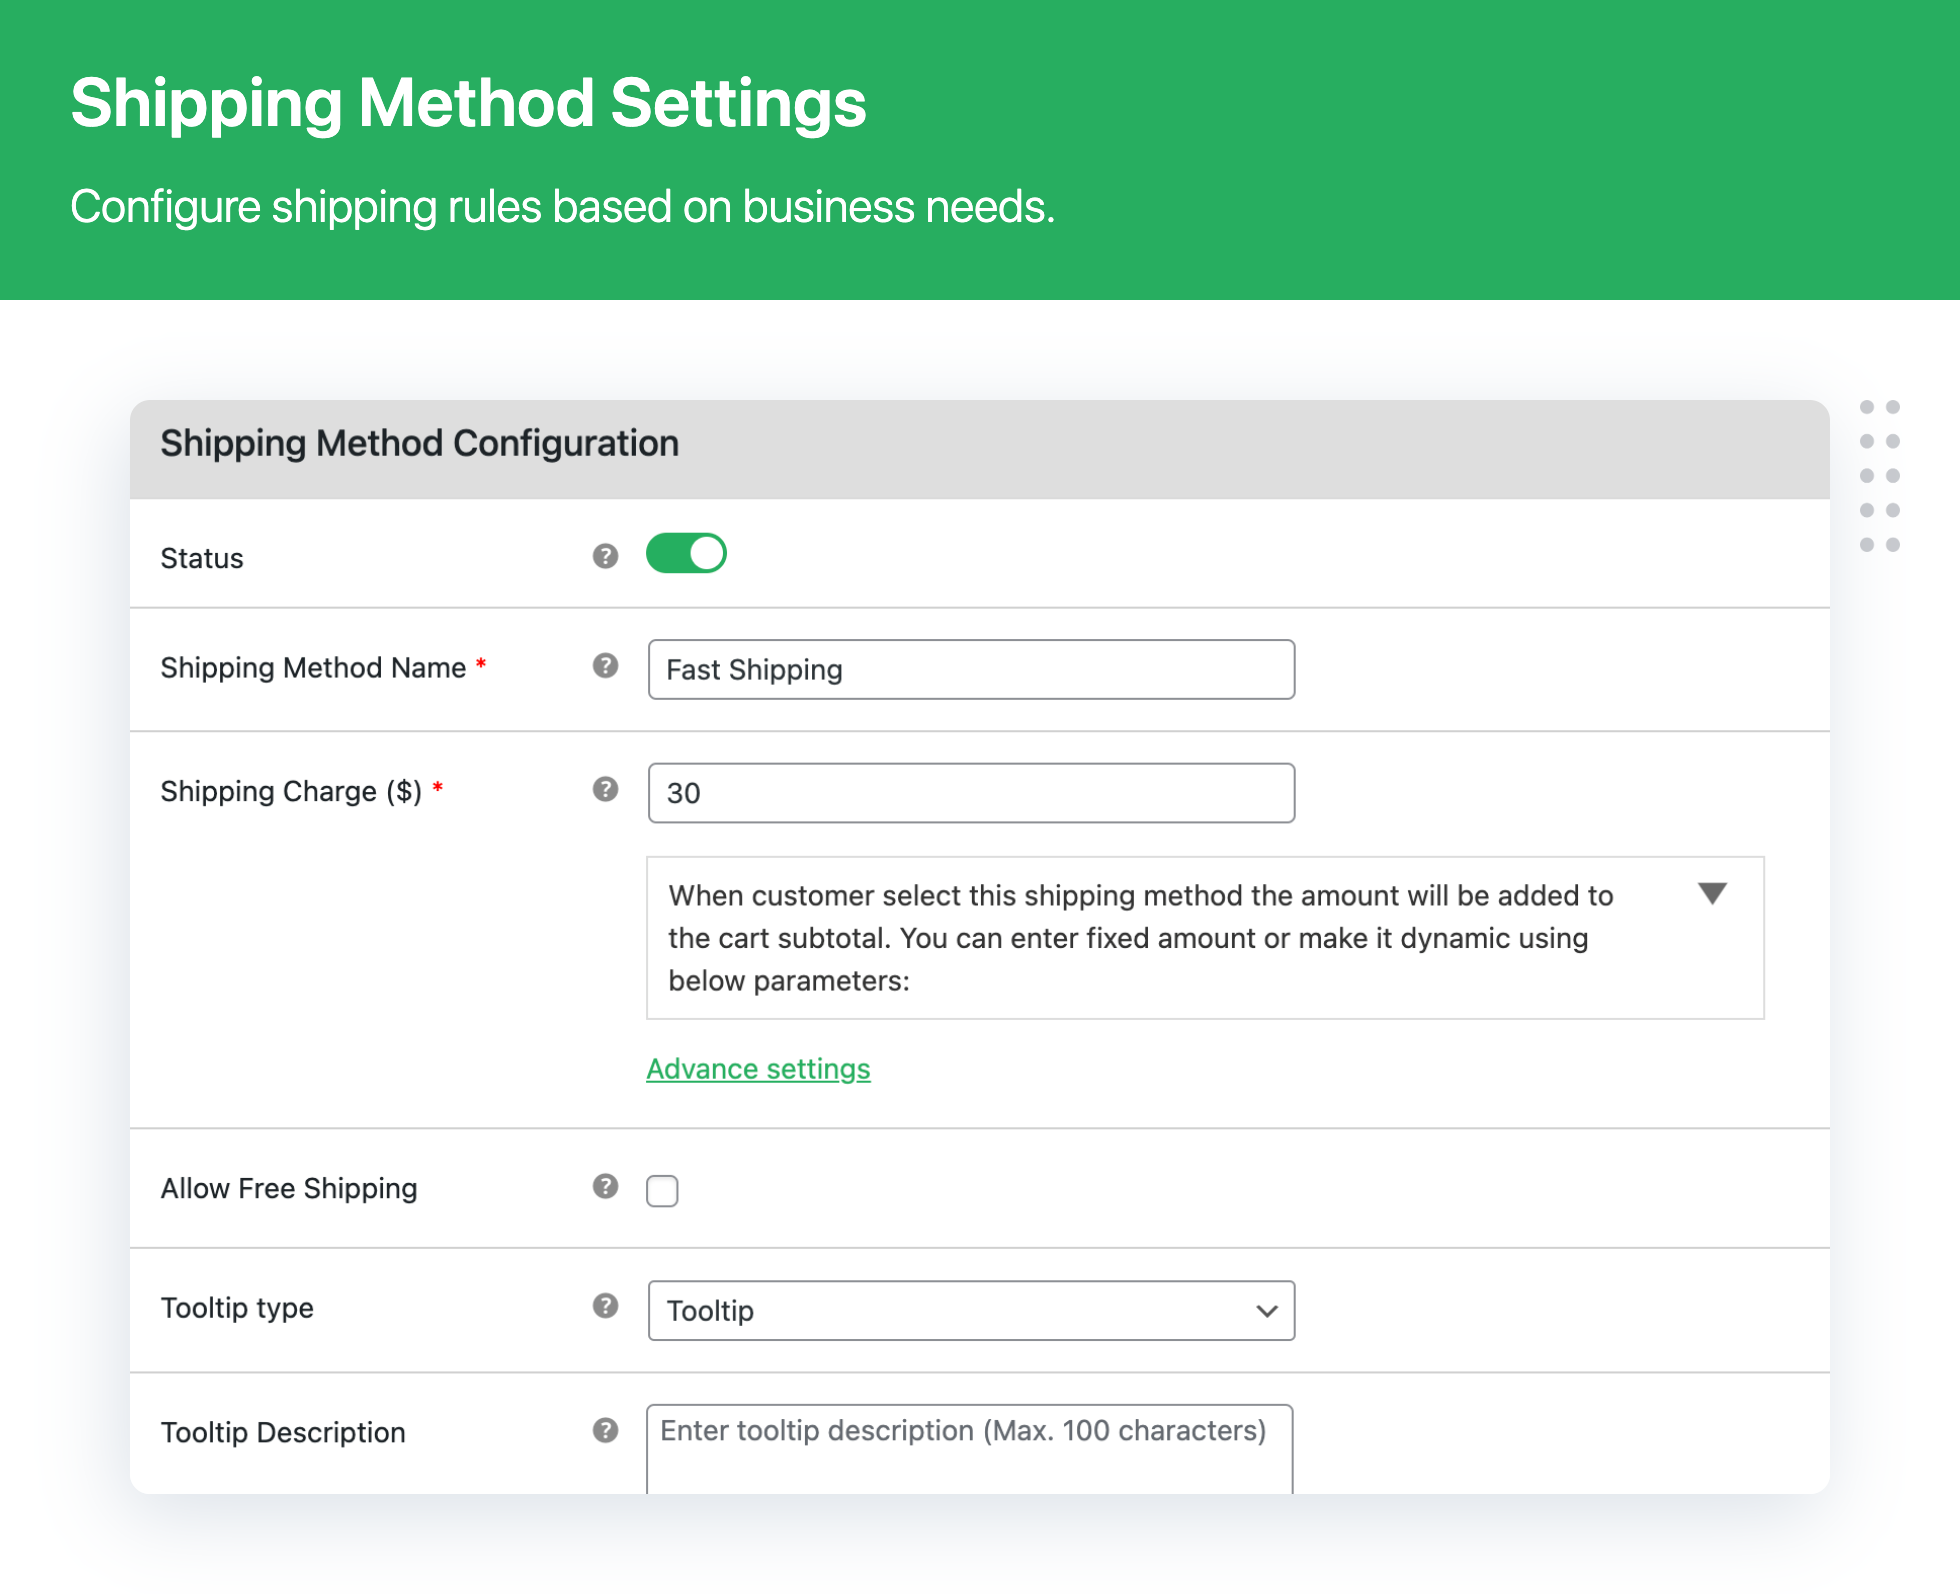 Shipping Method Settings
Configure shipping rules based on business needs.
Shipping Method Configuration
Status ?
Shipping Method Name * ? Fast Shipping
Shipping Charge ($) * ? 30
When customer select this shipping method the amount will be added to
the cart subtotal. You can enter fixed amount or make it dynamic using
below parameters:
Advance settings
Allow Free Shipping ?
Tooltip type ? Tooltip
Tooltip Description ? Enter tooltip description (Max. 100 characters)